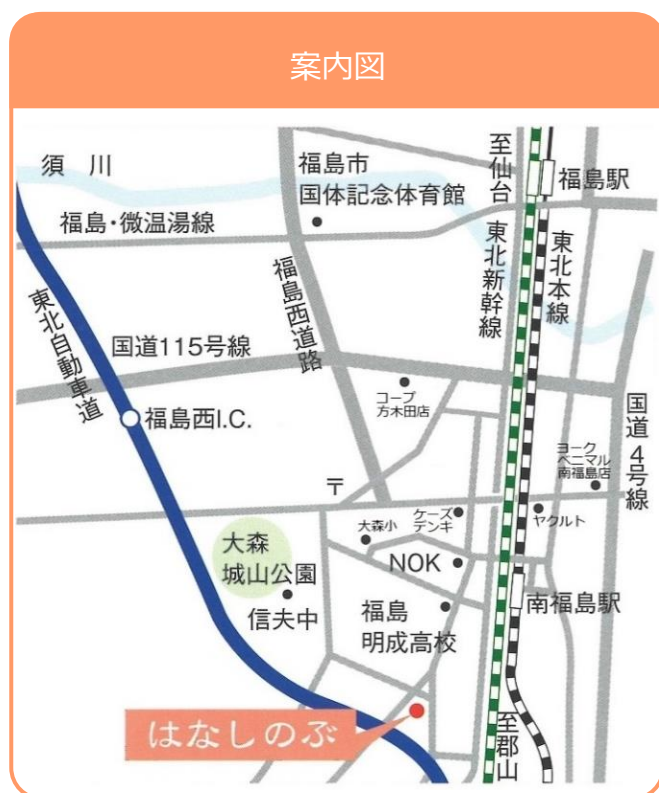 案内図
須川
福島市
国体記念体育館
至仙台
福島駅
福島・微温湯線
東北新幹線
東北本線
福島西道路
東北自動車道
国道115号線
コープ
方木田店
福島西I.C.
国道4号線
ヨーク
ベニマル
南福島店
〒
ケーズ
デンキ
ヤクルト
大森小
大森
城山公園
NOK
信夫中
福島
明成高校
南福島駅
はなしのぶ
至郡山